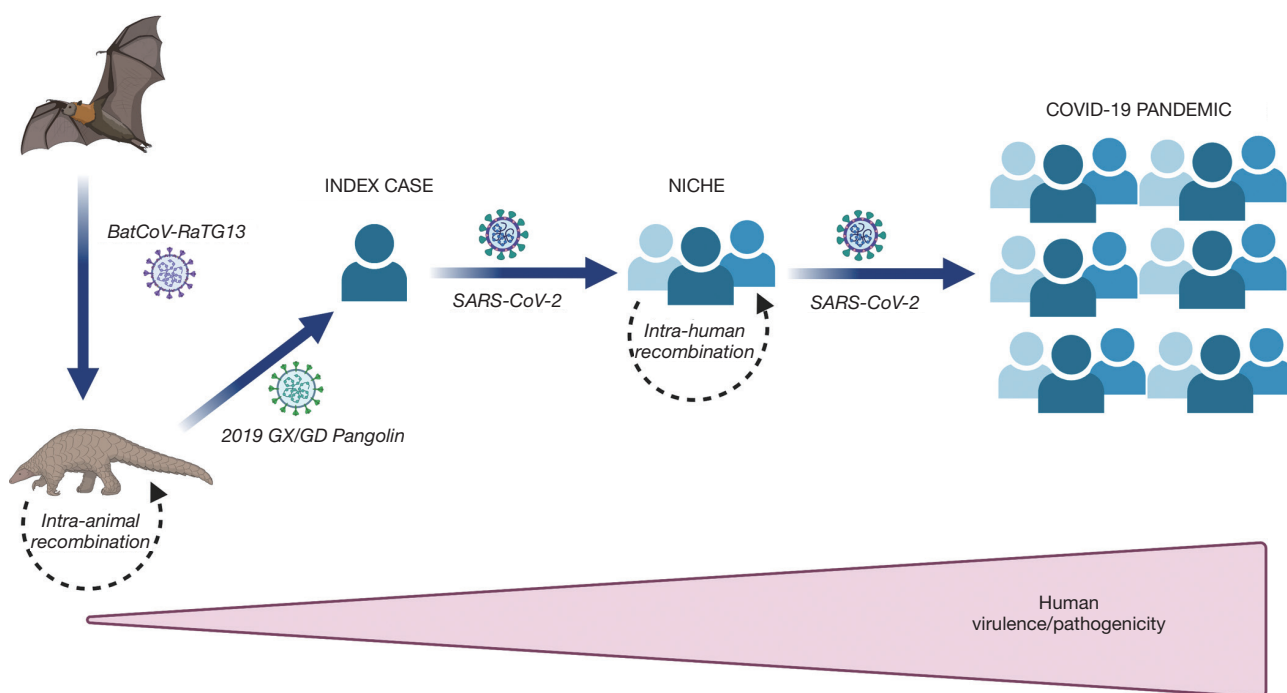 COVID-19 PANDEMIC
INDEX CASE
NICHE
BatCoV-RaTG13
SARS-CoV-2
SARS-CoV-2
Intra-human
recombination
2019 GX/GD Pangolin
Intra-animal
recombination
Human
virulence/pathogenicity